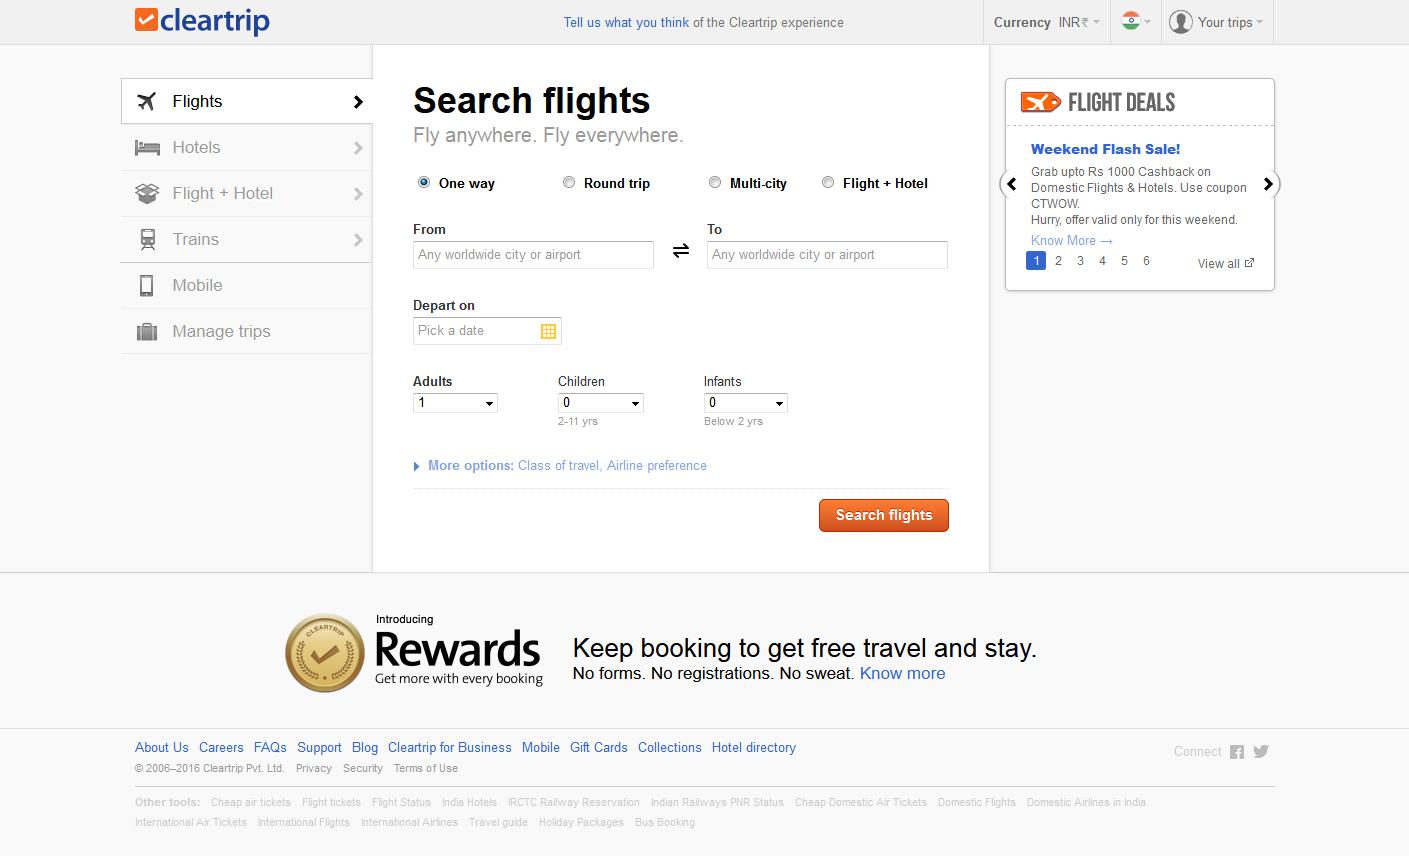 cleartrip
Tell us what you think of the Cleartrip experience
Currency INR₹
Your trips
Flights
Hotels
Flight + Hotel
Trains
Mobile
Manage trips
Search flights
Fly anywhere. Fly everywhere.
One way Round trip Multi-city Flight + Hotel
From To
Any worldwide city or airport Any worldwide city or airport
Depart on
Pick a date
Adults Children Infants
1 0 0
2-11 yrs Below 2 yrs
More options: Class of travel, Airline preference
Search flights
FLIGHT DEALS
Weekend Flash Sale!
Grab upto Rs 1000 Cashback on
Domestic Flights & Hotels. Use coupon
CTWOW.
Hurry, offer valid only for this weekend.
Know More →
1 2 3 4 5 6 View all
CLEARTRIP
Introducing
Rewards
Get more with every booking
Keep booking to get free travel and stay.
No forms. No registrations. No sweat. Know more
About Us Careers FAQs Support Blog Cleartrip for Business Mobile Gift Cards Collections Hotel directory
Connect
© 2006–2016 Cleartrip Pvt. Ltd. Privacy Security Terms of Use
Other tools: Cheap air tickets Flight tickets Flight Status India Hotels IRCTC Railway Reservation Indian Railways PNR Status Cheap Domestic Air Tickets Domestic Flights Domestic Airlines in India
International Air Tickets International Flights International Airlines Travel guide Holiday Packages Bus Booking